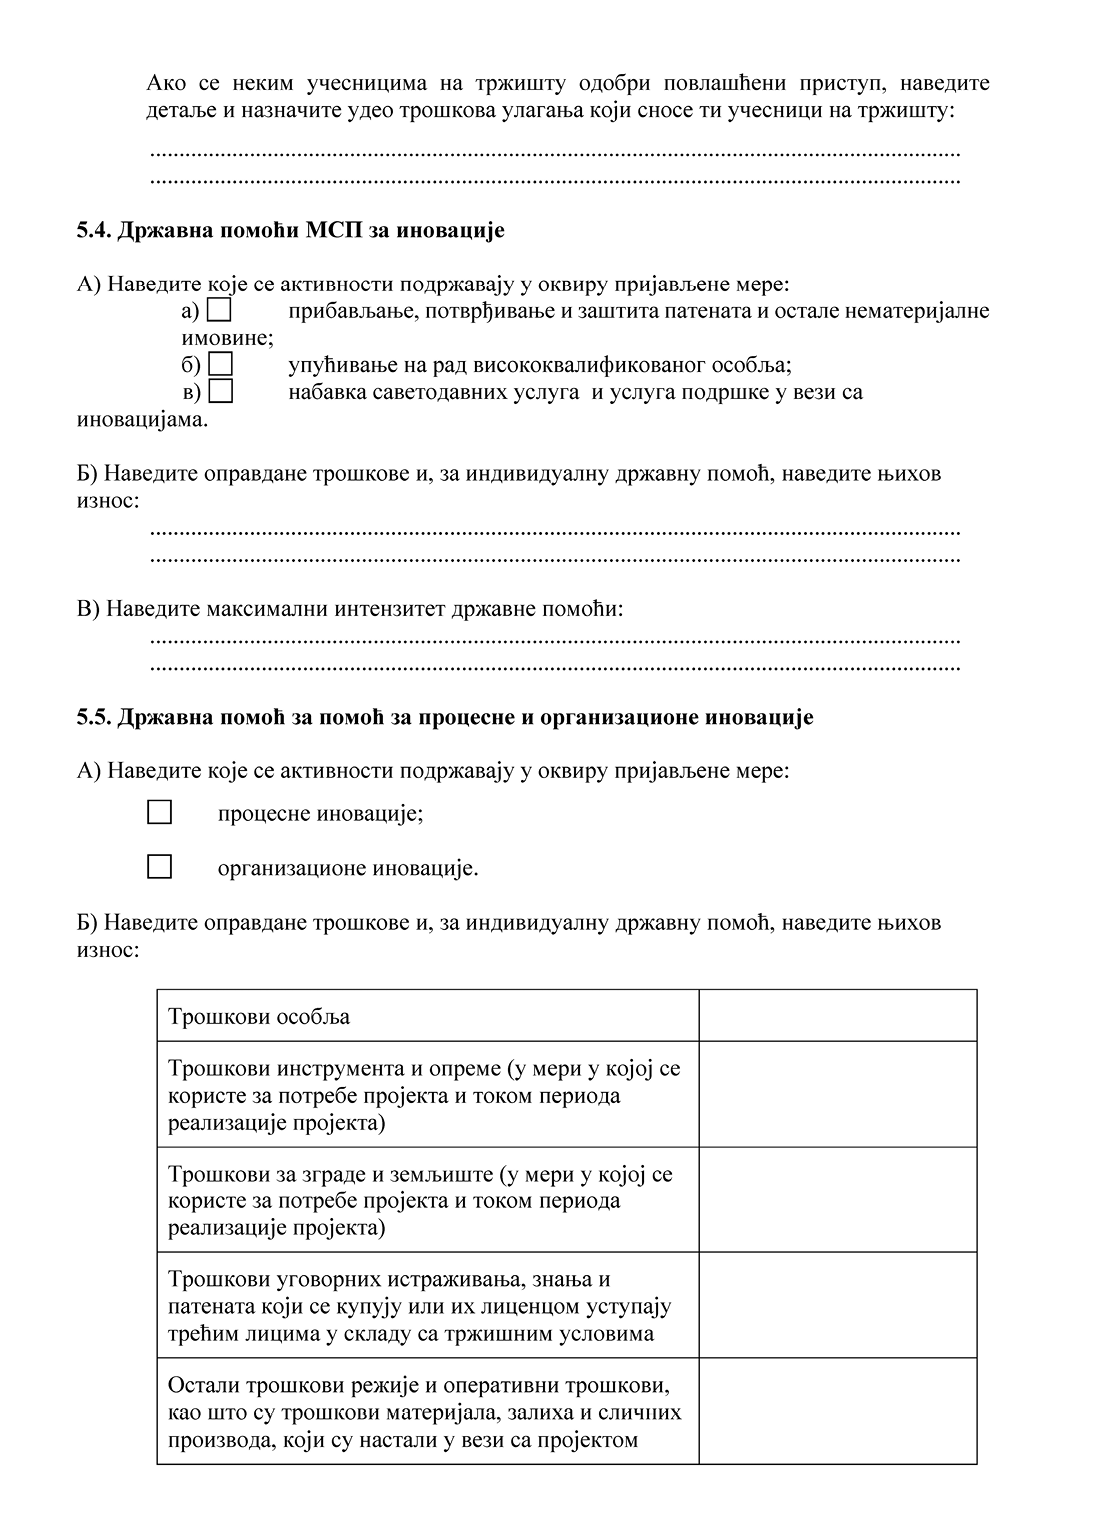 Ако се неким учесницима на тржишту одобри повлашћени приступ, наведите
детаље и назначите удео трошкова улагања који сносе ти учесници на тржишту:
..........................................................................................................................................
..........................................................................................................................................
5.4. Државна помоћи МСП за иновације
А) Наведите које се активности подржавају у оквиру пријављене мере:
а) прибављање, потврђивање и заштита патената и остале нематеријалне
имовине;
б) упућивање на рад висококвалификованог особља;
в) набавка саветодавних услуга и услуга подршке у вези са
иновацијама.
Б) Наведите оправдане трошкове и, за индивидуалну државну помоћ, наведите њихов
износ:
..........................................................................................................................................
..........................................................................................................................................
В) Наведите максимални интензитет државне помоћи:
..........................................................................................................................................
..........................................................................................................................................
5.5. Државна помоћ за помоћ за процесне и организационе иновације
А) Наведите које се активности подржавају у оквиру пријављене мере:
процесне иновације;
организационе иновације.
Б) Наведите оправдане трошкове и, за индивидуалну државну помоћ, наведите њихов
износ:
Трошкови особља
Трошкови инструмента и опреме (у мери у којој се
користе за потребе пројекта и током периода
реализације пројекта)
Трошкови за зграде и земљиште (у мери у којој се
користе за потребе пројекта и током периода
реализације пројекта)
Трошкови уговорних истраживања, знања и
патената који се купују или их лиценцом уступају
трећим лицима у складу са тржишним условима
Остали трошкови режије и оперативни трошкови,
као што су трошкови материјала, залиха и сличних
производа, који су настали у вези са пројектом